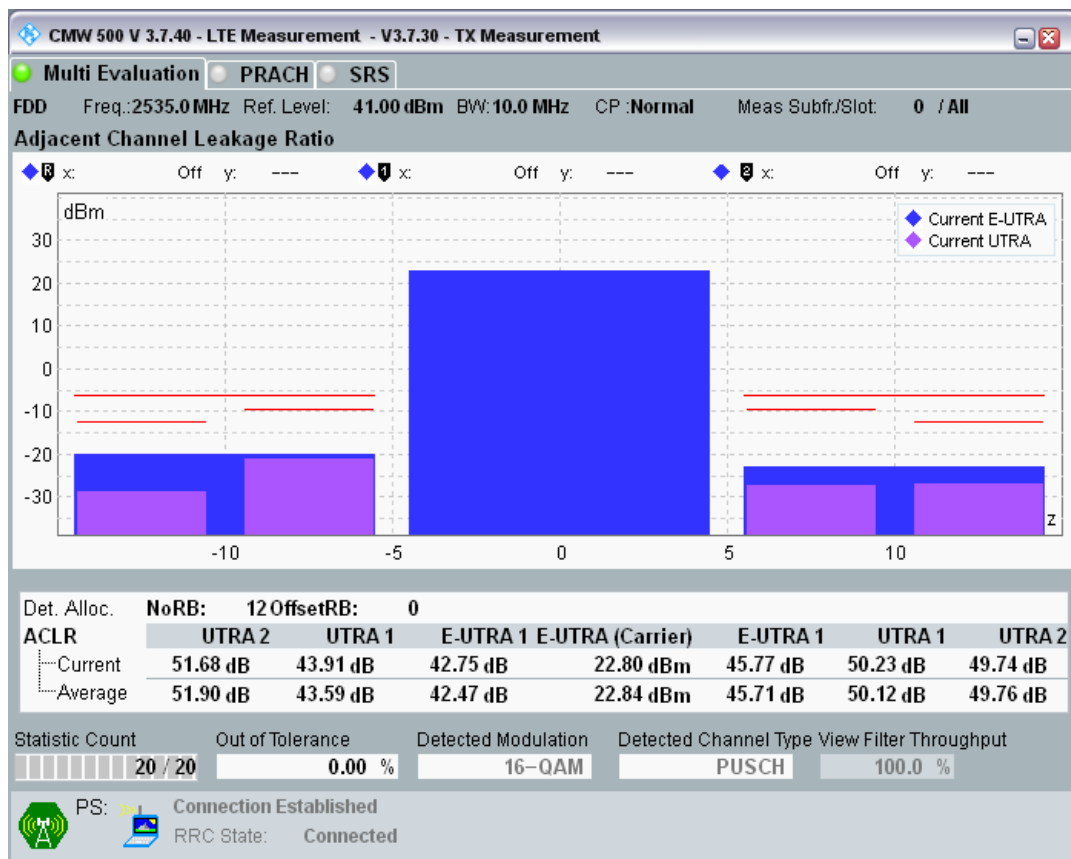 CMW 500 V 3.7.40 - LTE Measurement - V3.7.30 - TX Measurement
Multi Evaluation PRACH SRS
FDD Freq.:2535.0 MHz Ref. Level: 41.00 dBm BW: 10.0 MHz CP :Normal Meas Subfr./Slot: 0 / All
Adjacent Channel Leakage Ratio
R x: Off y: --- 1 x: Off y: --- 2 x: Off y: ---
dBm
Current E-UTRA
Current UTRA
30
20
10
0
-10
-20
-30
z
-10 -5 0 5 10
Det. Alloc. NoRB: 12 OffsetRB: 0
ACLR UTRA 2 UTRA 1 E-UTRA 1 E-UTRA (Carrier) E-UTRA 1 UTRA 1 UTRA 2
Current 51.68 dB 43.91 dB 42.75 dB 22.80 dBm 45.77 dB 50.23 dB 49.74 dB
Average 51.90 dB 43.59 dB 42.47 dB 22.84 dBm 45.71 dB 50.12 dB 49.76 dB
Statistic Count Out of Tolerance Detected Modulation Detected Channel Type View Filter Throughput
20 / 20 0.00 % 16-QAM PUSCH 100.0 %
PS: Connection Established
RRC State: Connected